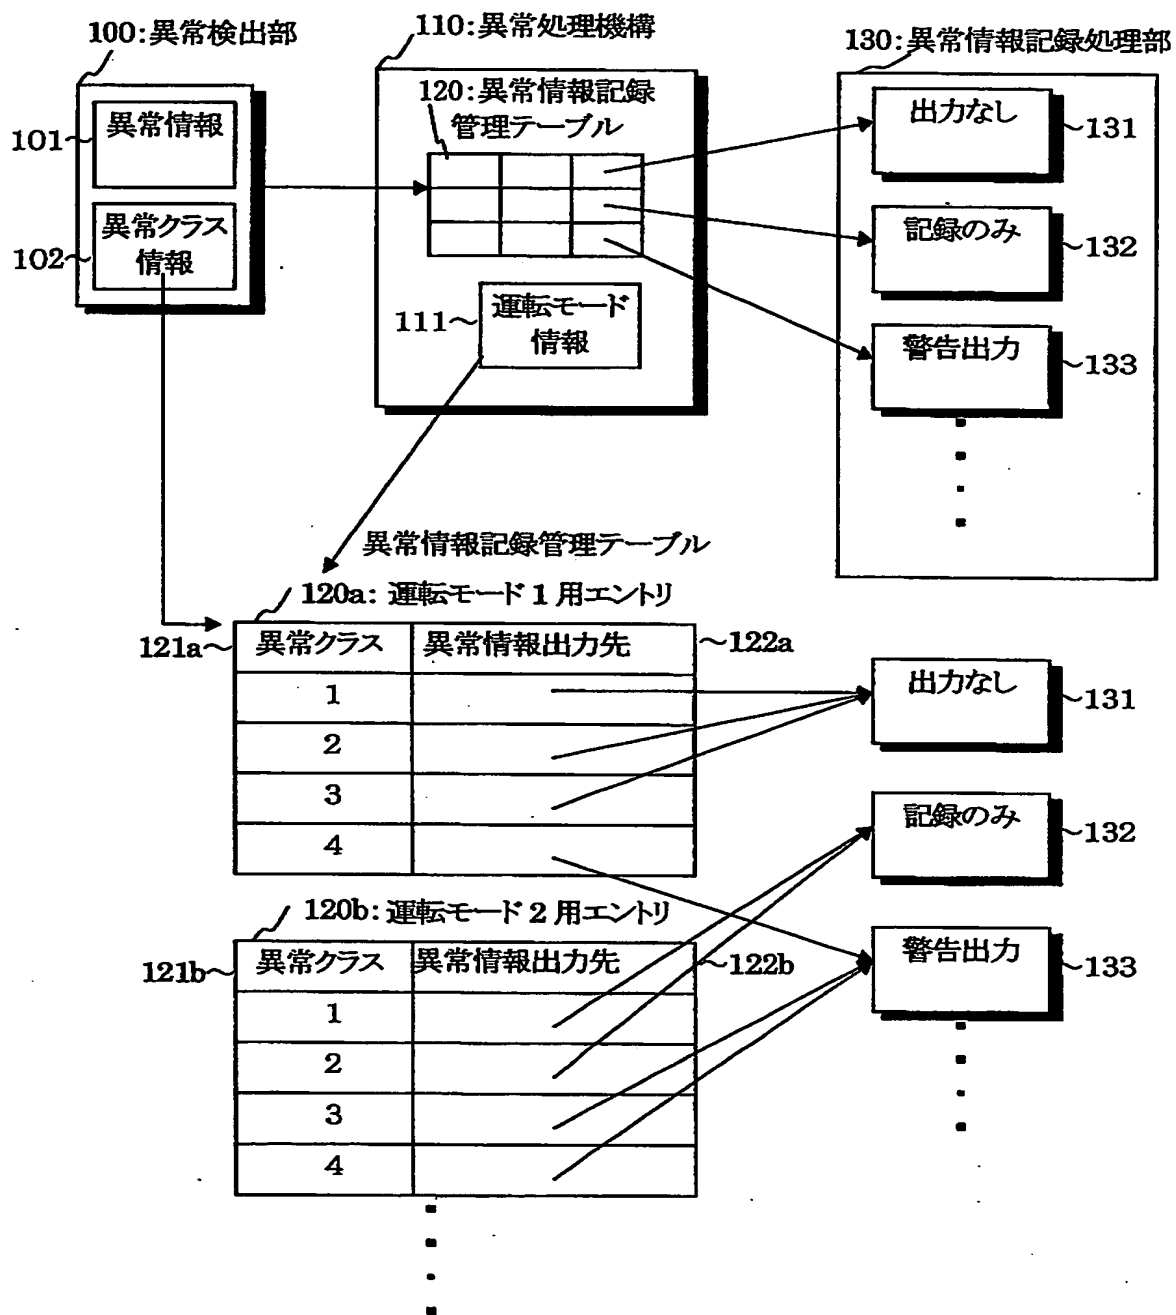 100:異常検出部
異常情報
101
異常クラス
情報
102
110:異常処理機構
120:異常情報記録
管理テーブル
運転モード
情報
111
130:異常情報記録処理部
出力なし
131
記録のみ
132
警告出力
133
異常情報記録管理テーブル
120a:運転モード1用エントリ
121a
異常クラス
異常情報出力先
122a
1
2
3
4
出力なし
131
記録のみ
132
警告出力
133
120b:運転モード2用エントリ
121b
異常クラス
異常情報出力先
122b
1
2
3
4